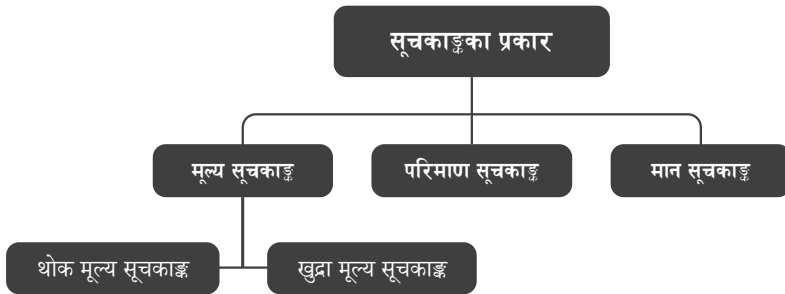 सूचकाङ्कका प्रकार
मूल्य सूचकाङ्क
परिमाण सूचकाङ्क
मान सूचकाङ्क
थोक मूल्य सूचकाङ्क
खुद्रा मूल्य सूचकाङ्क